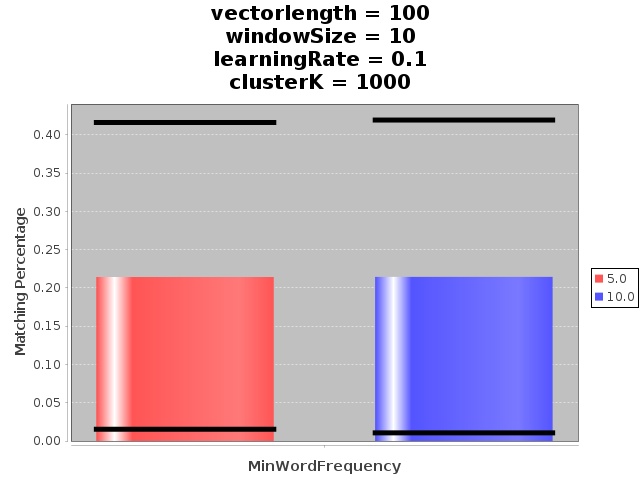 vectorlength = 100
windowSize = 10
learningRate = 0.1
clusterK = 1000
0.40
0.35
0.30
0.25
0.20
0.15
0.10
0.05
0.00
Matching Percentage
MinWordFrequency
5.0
10.0